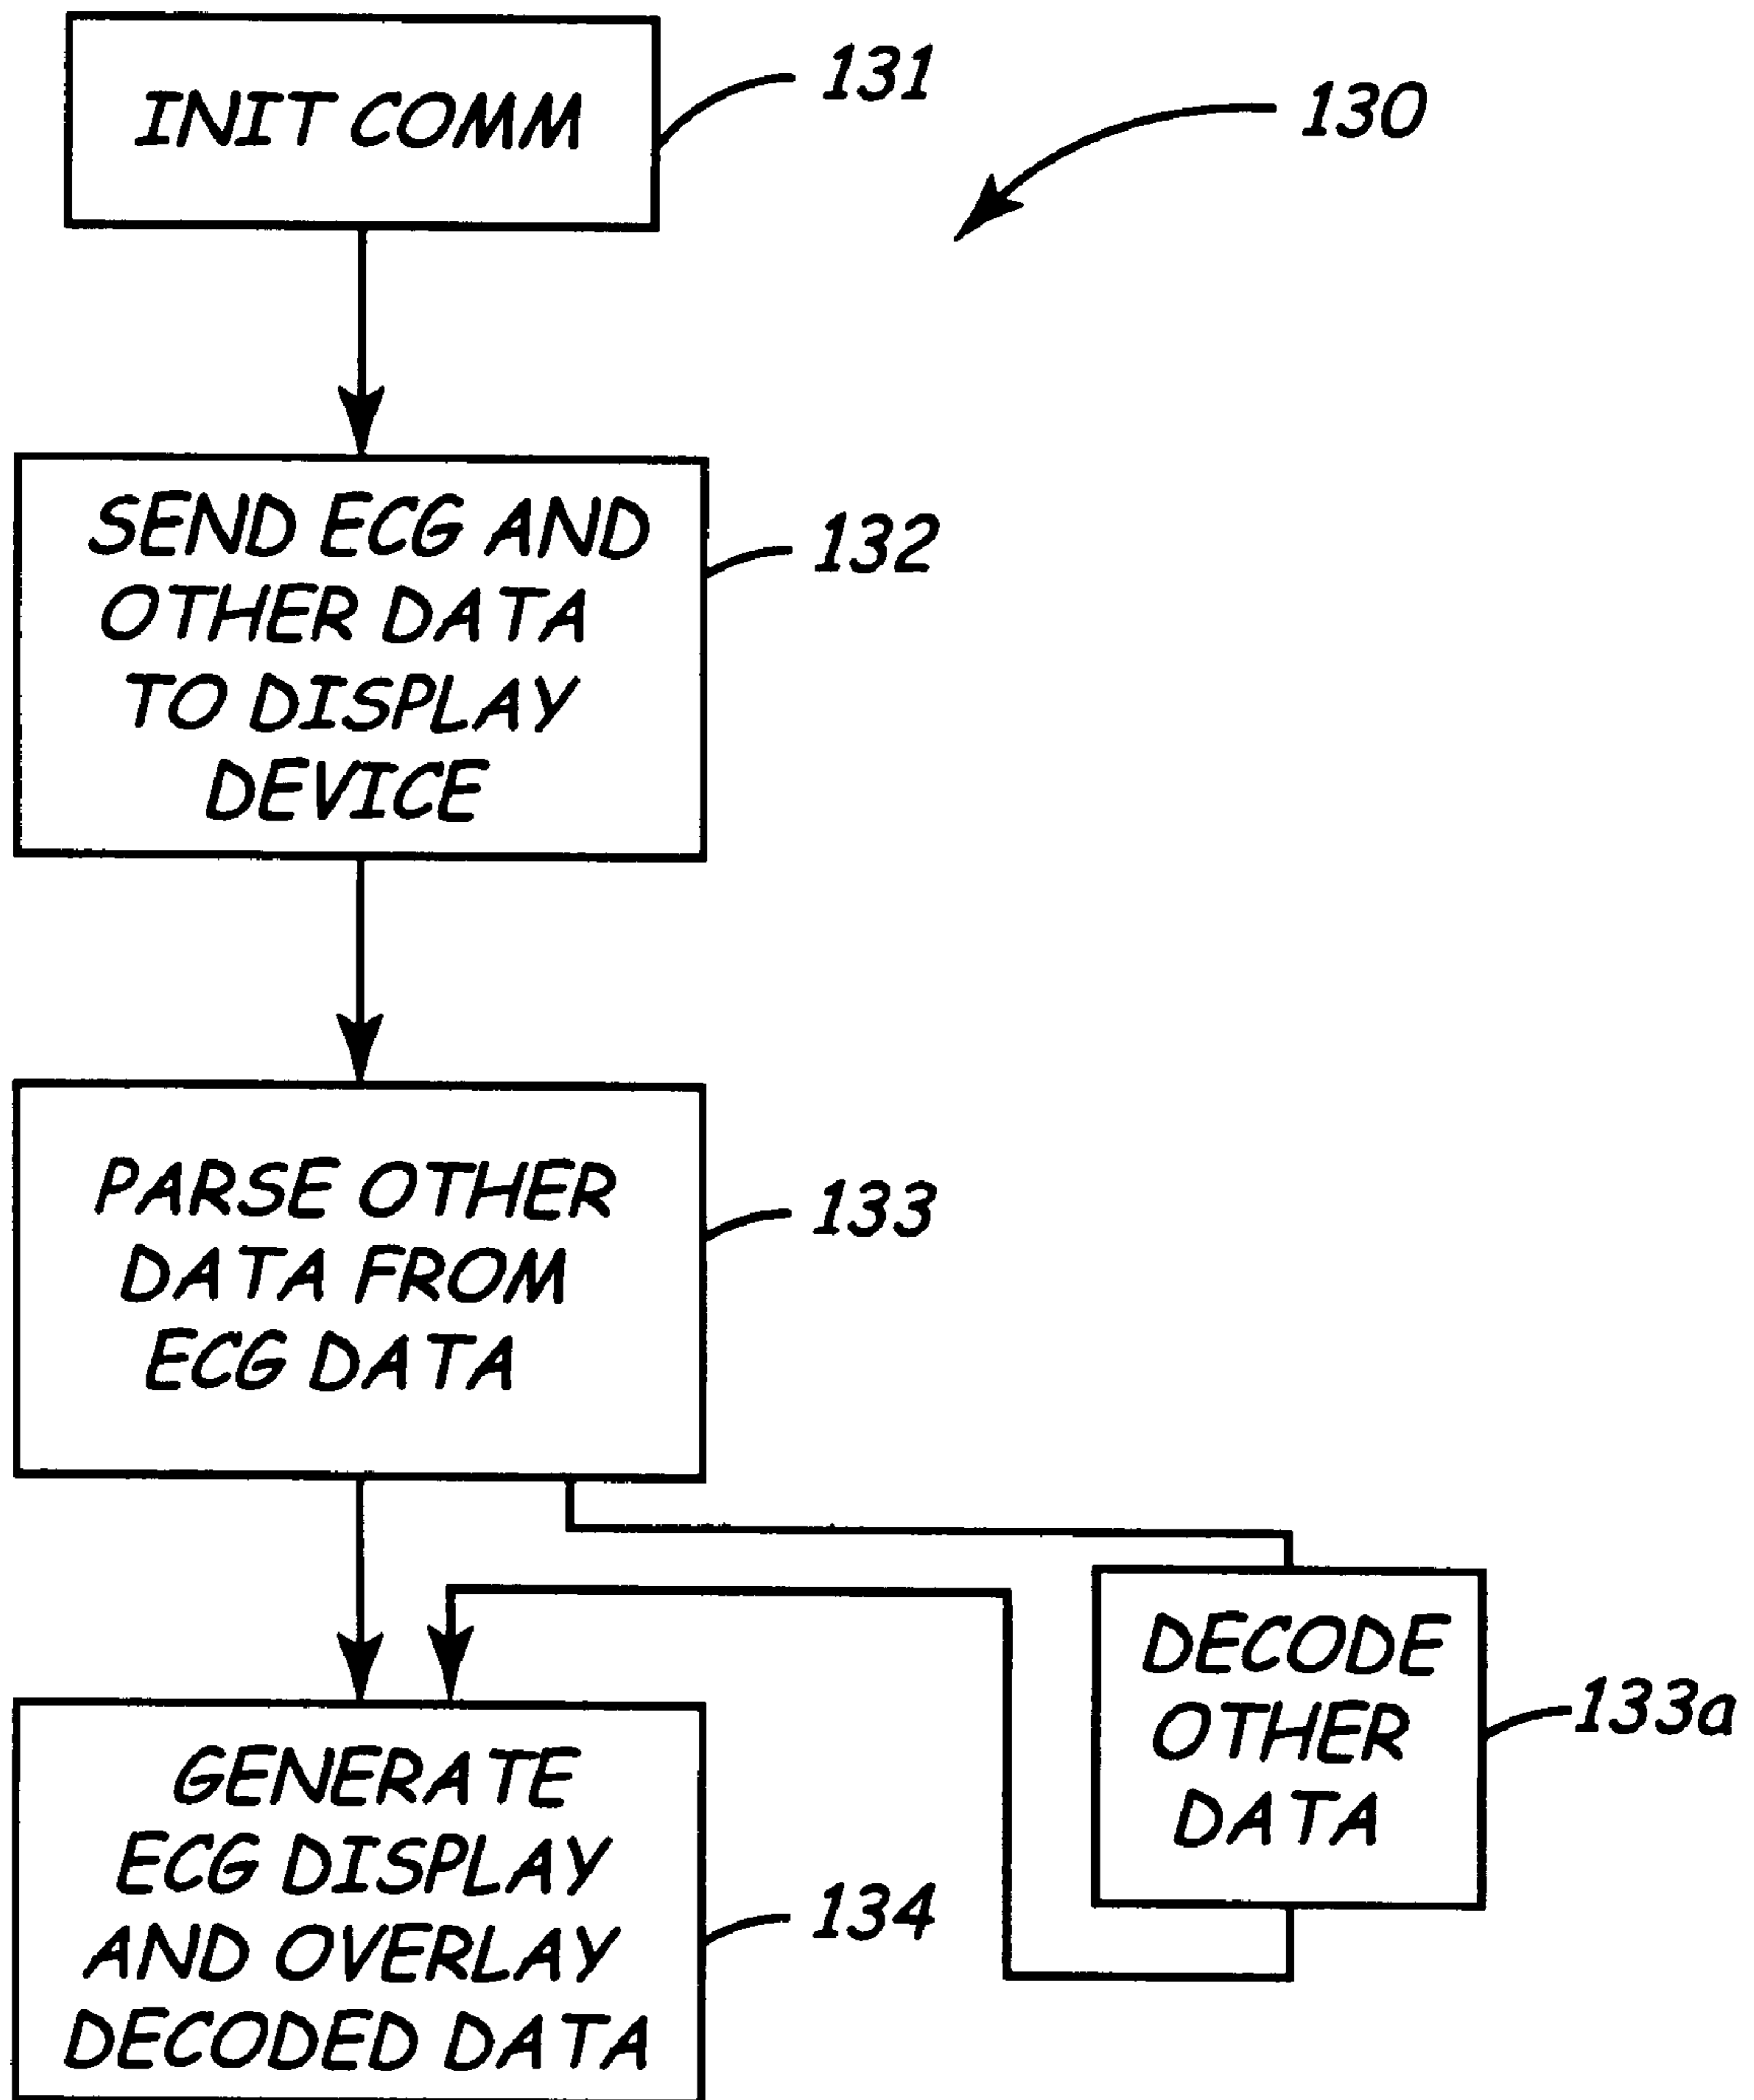 INIT COMM
131
130
SEND ECG AND
OTHER DATA
TO DISPLAY
DEVICE
132
PARSE OTHER
DATA FROM
ECG DATA
133
DECODE
OTHER
DATA
133a
GENERATE
ECG DISPLAY
AND OVERLAY
DECODED DATA
134